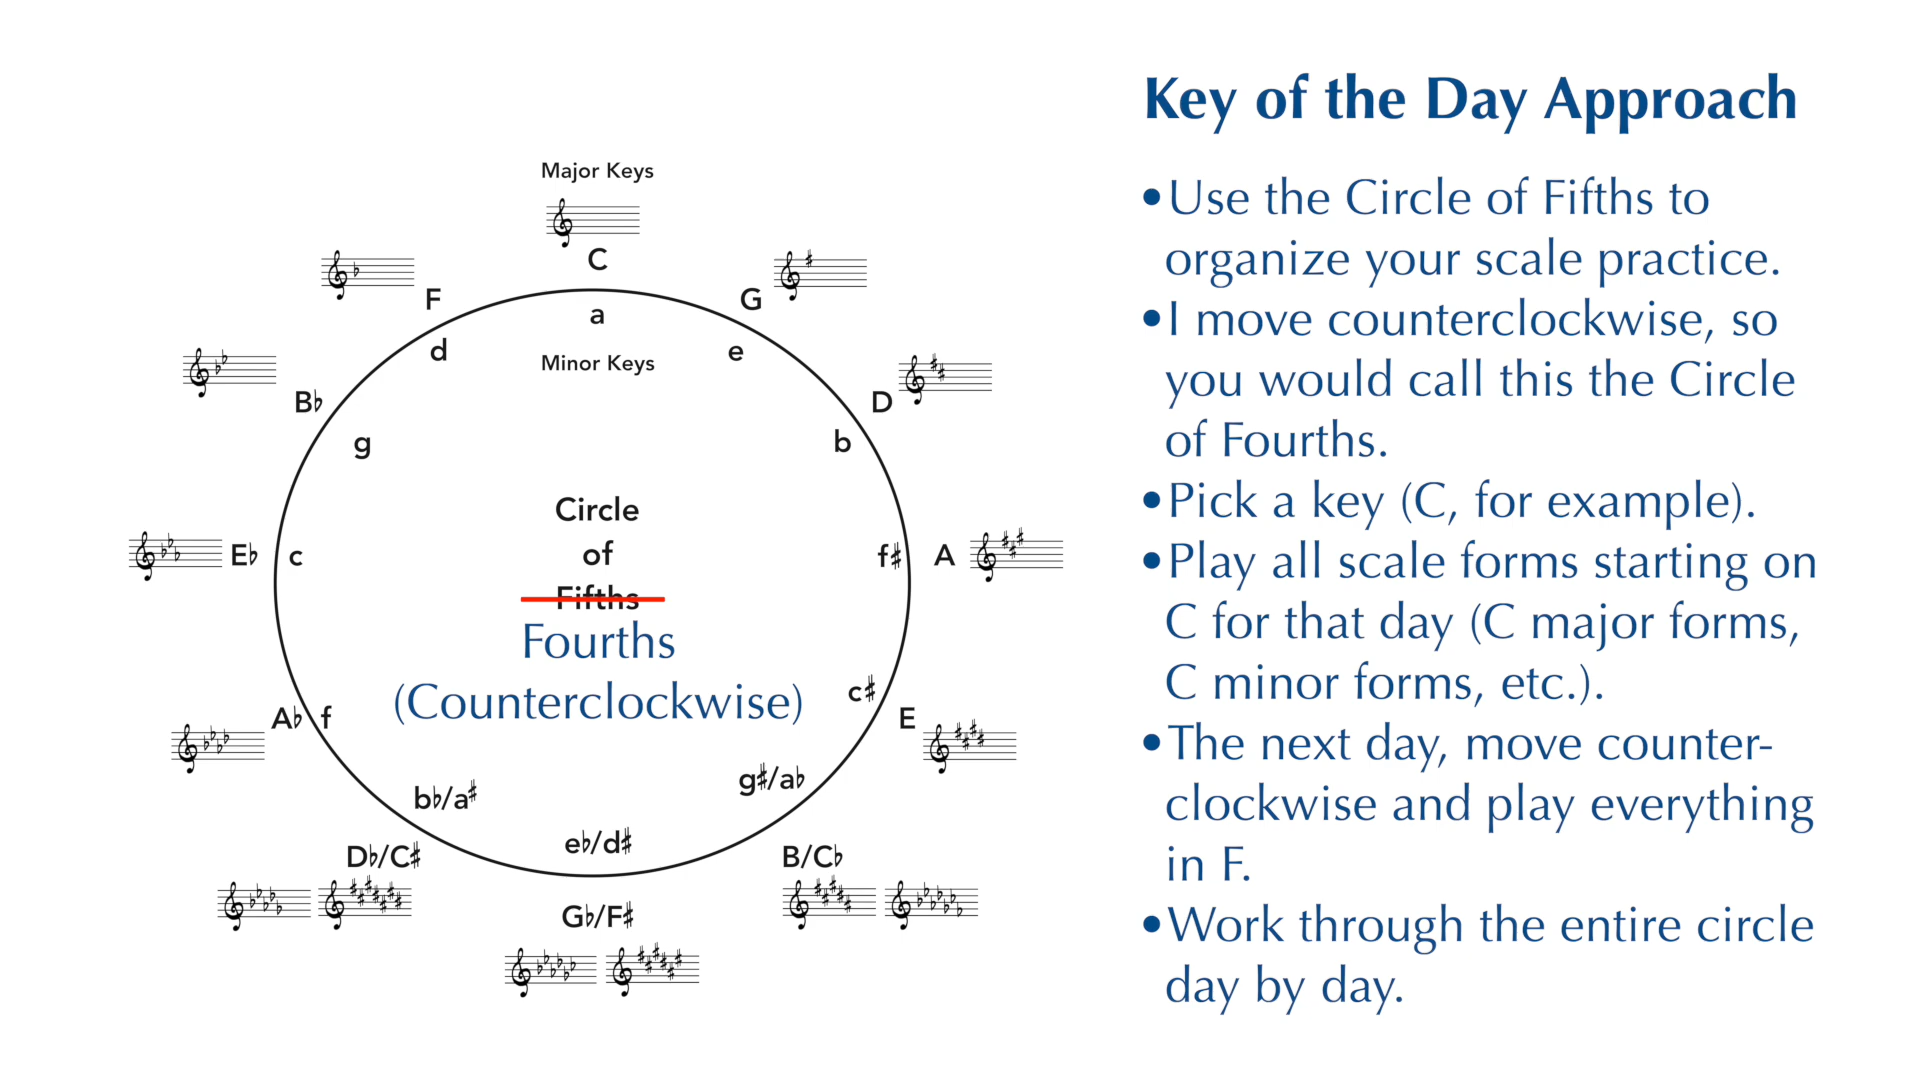 Key of the Day Approach
•Use the Circle of Fifths to
organize your scale practice.
•I move counterclockwise, so
you would call this the Circle
of Fourths.
•Pick a key (C, for example).
•Play all scale forms starting on
C for that day (C major forms,
C minor forms, etc.).
•The next day, move counter-
clockwise and play everything
in F.
•Work through the entire circle
day by day.
Major Keys
C
F
G
a
d
e
Minor Keys
B♭
D
g
b
Circle
of
Fifths
Fourths
(Counterclockwise)
E♭
c
f♯
A
A♭
f
c♯
E
b♭/a♯
g♯/a♭
e♭/d♯
D♭/C♯
B/C♭
G♭/F♯